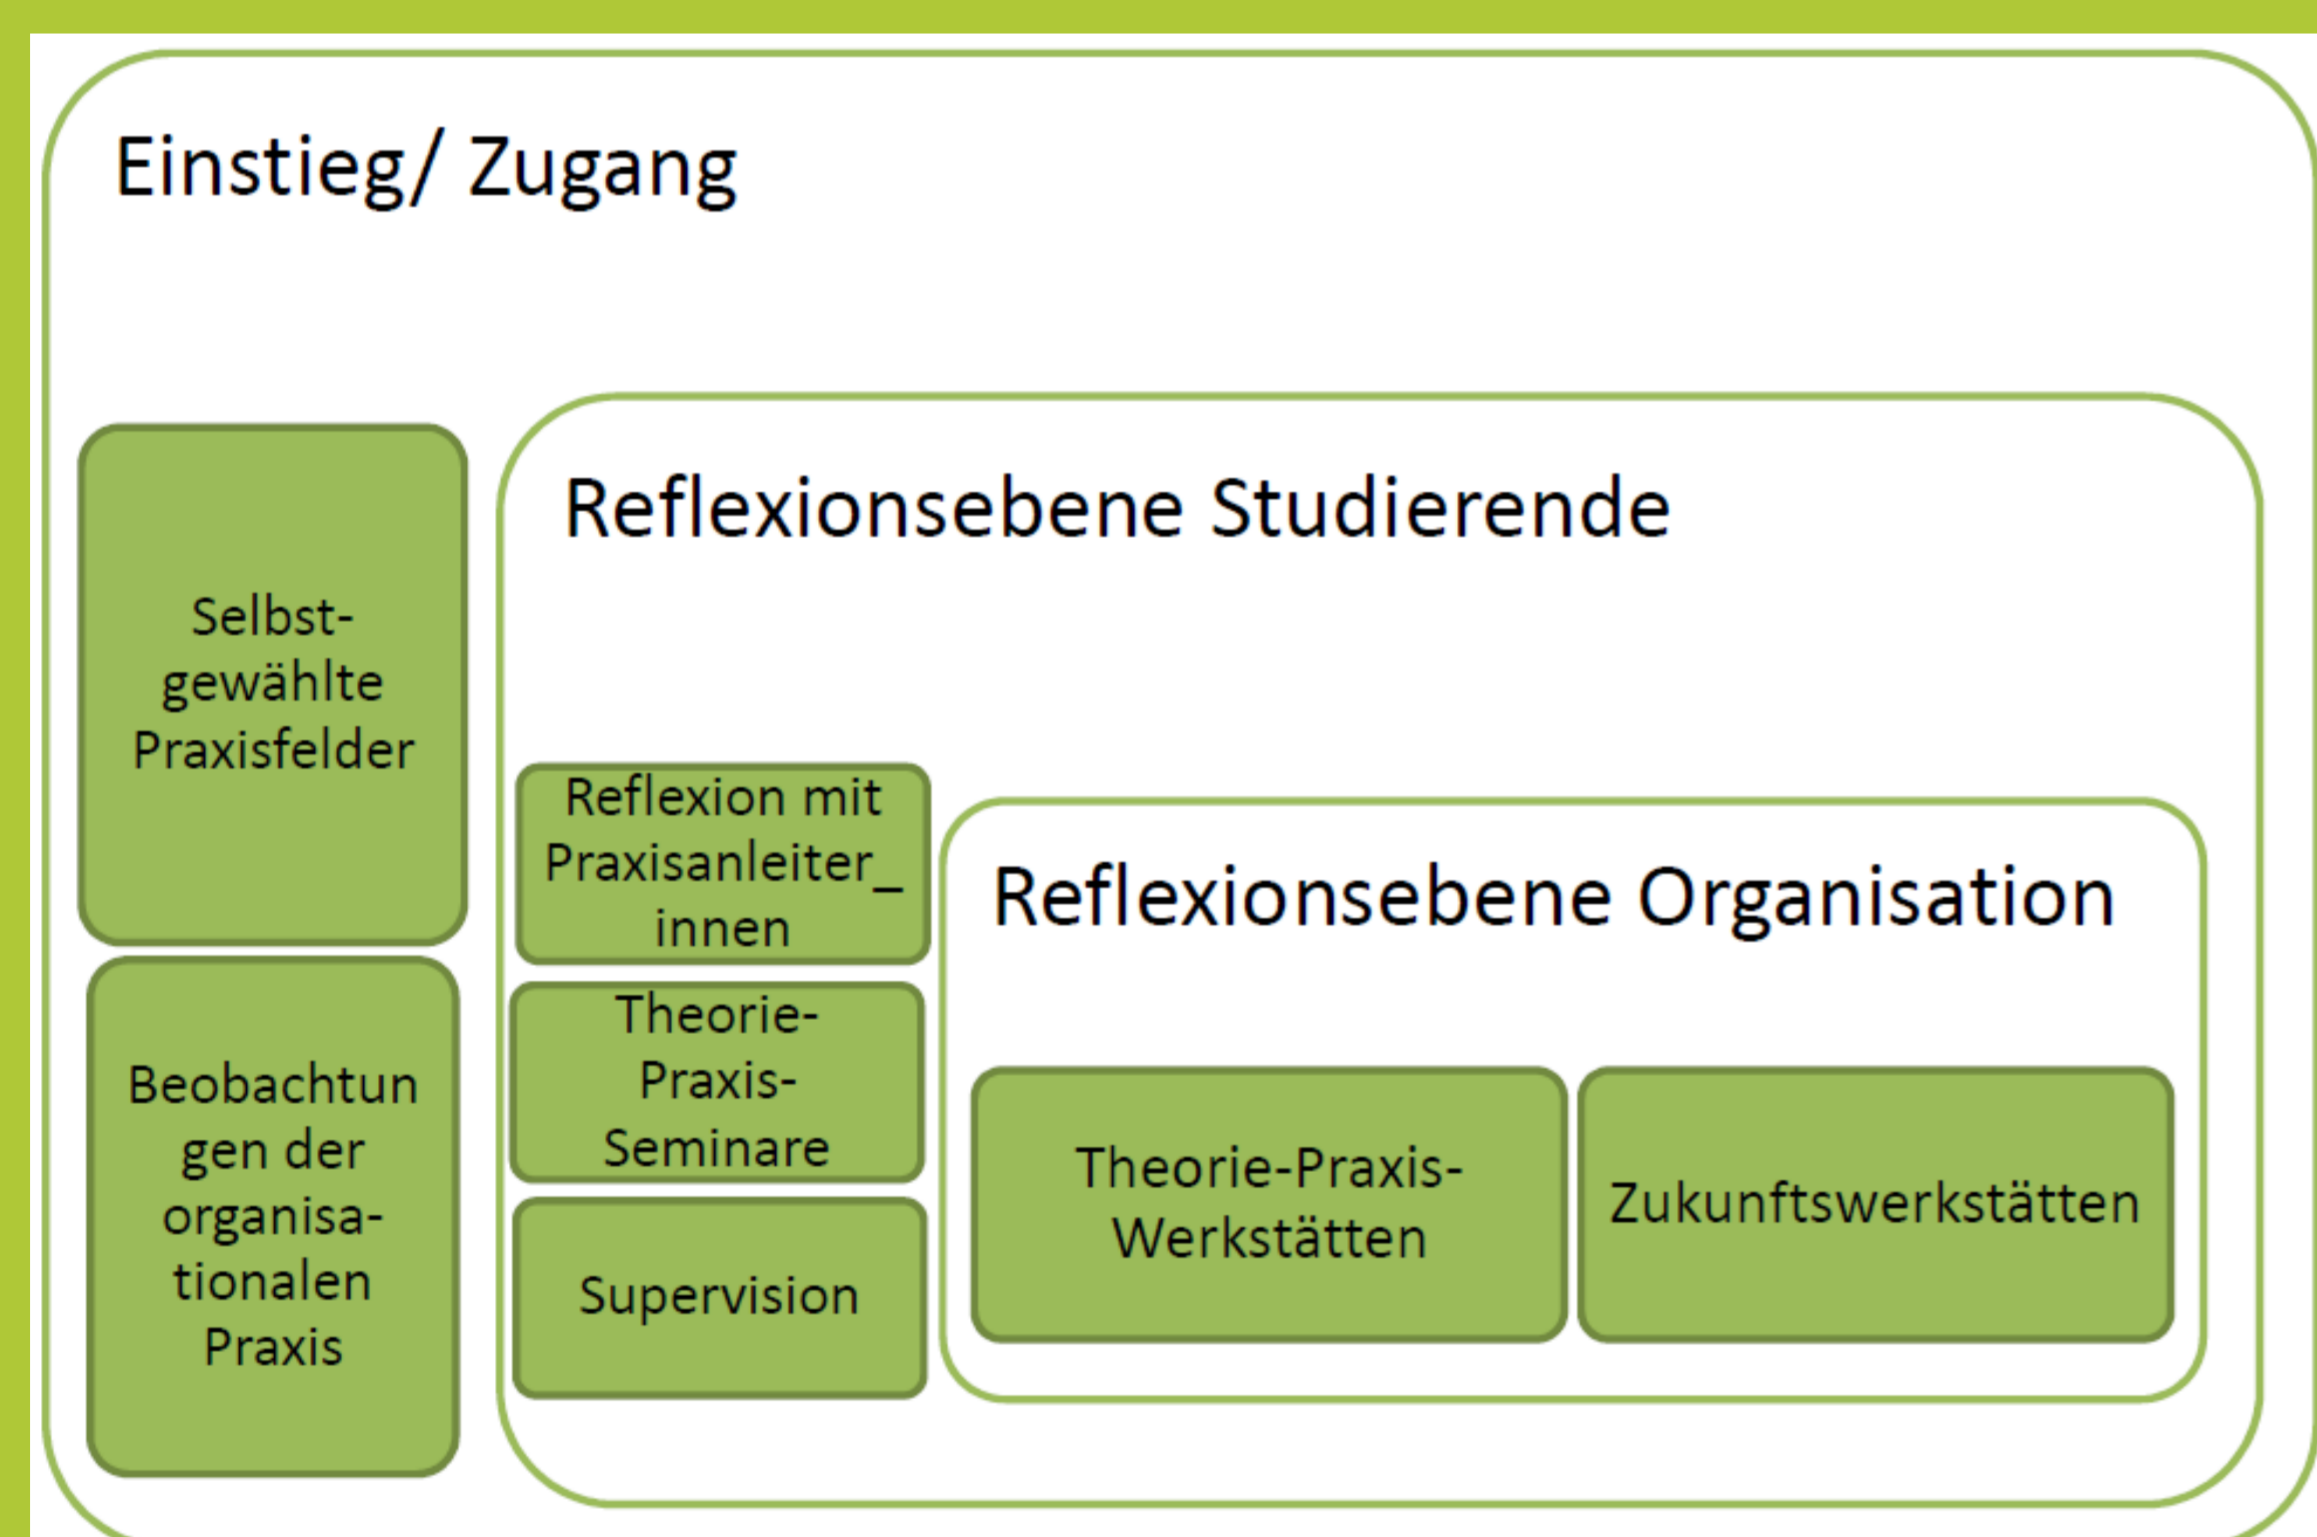 Einstieg/ Zugang
Selbst-
gewählte
Praxisfelder
Beobachtun
gen der
organisa-
tionalen
Praxis
Reflexionsebene Studierende
Reflexion mit
Praxisanleiter_
innen
Theorie-
Praxis-
Seminare
Supervision
Reflexionsebene Organisation
Theorie-Praxis-
Werkstätten
Zukunftswerkstätten